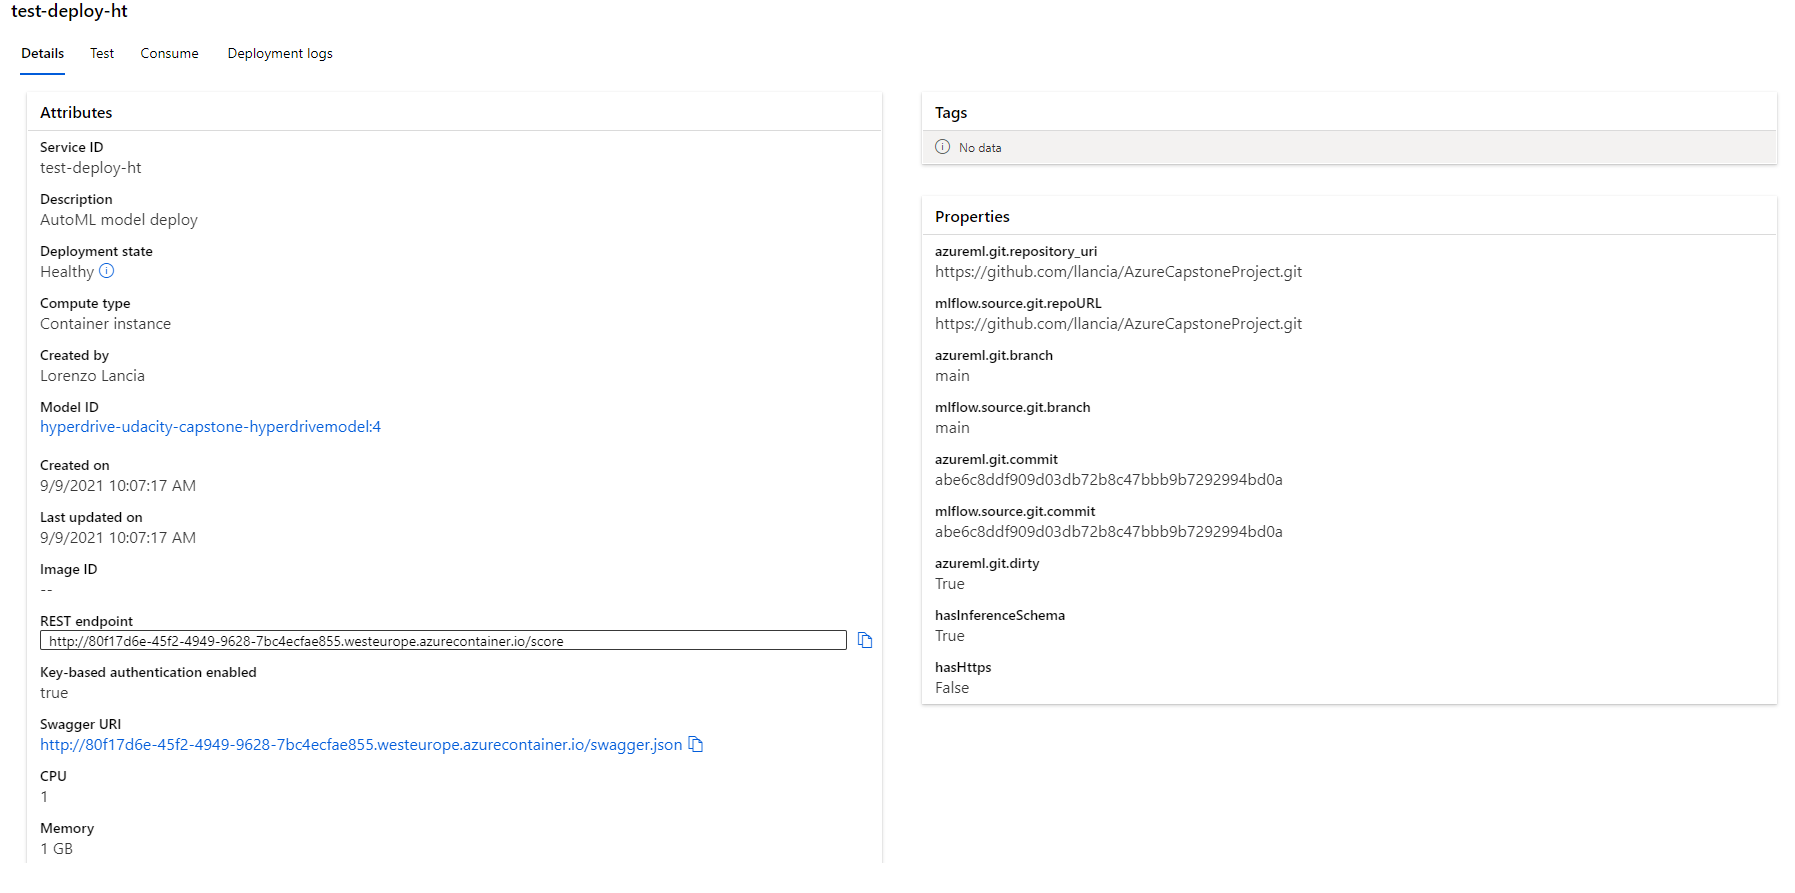 test-deploy-ht
Details Test Consume Deployment logs
Attributes
Service ID
test-deploy-ht
Description
AutoML model deploy
Deployment state
Healthy
Compute type
Container instance
Created by
Lorenzo Lancia
Model ID
hyperdrive-udacity-capstone-hyperdrivemodel:4
Created on
9/9/2021 10:07:17 AM
Last updated on
9/9/2021 10:07:17 AM
Image ID
--
REST endpoint
http://80f17d6e-45f2-4949-9628-7bc4ecfae855.westeurope.azurecontainer.io/score
Key-based authentication enabled
true
Swagger URI
http://80f17d6e-45f2-4949-9628-7bc4ecfae855.westeurope.azurecontainer.io/swagger.json
CPU
1
Memory
1 GB
Tags
No data
Properties
azureml.git.repository_uri
https://github.com/llancia/AzureCapstoneProject.git
mlflow.source.git.repoURL
https://github.com/llancia/AzureCapstoneProject.git
azureml.git.branch
main
mlflow.source.git.branch
main
azureml.git.commit
abe6c8ddf909d03db72b8c47bbb9b7292994bd0a
mlflow.source.git.commit
abe6c8ddf909d03db72b8c47bbb9b7292994bd0a
azureml.git.dirty
True
hasInferenceSchema
True
hasHttps
False